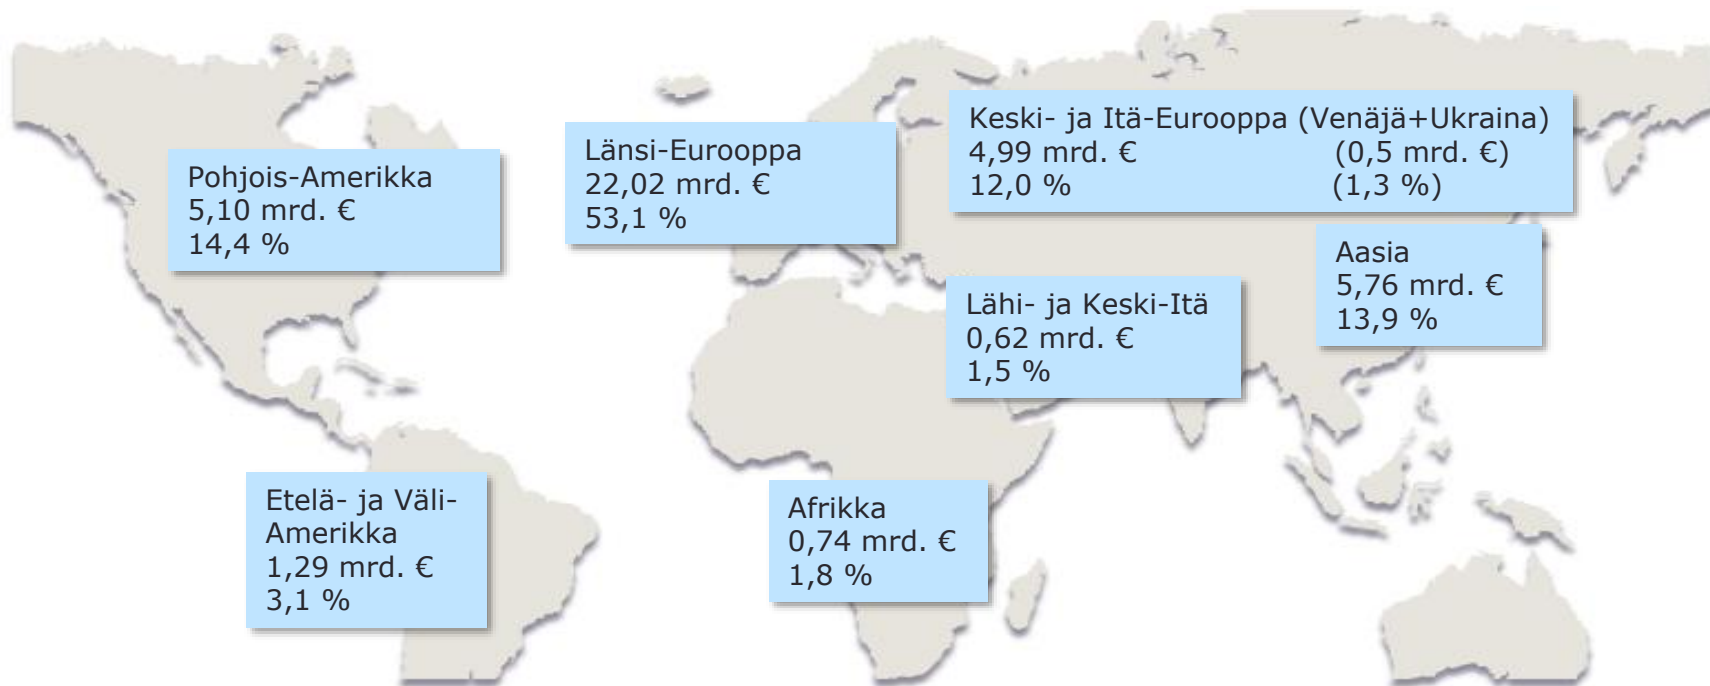 Pohjois-Amerikka
5,10 mrd. €
14,4 %
Länsi-Eurooppa
22,02 mrd. €
53,1 %
Keski- ja Itä-Eurooppa (Venäjä+Ukraina)
4,99 mrd. € (0,5 mrd. €)
12,0 % (1,3 %)
Aasia
5,76 mrd. €
13,9 %
Lähi- ja Keski-Itä
0,62 mrd. €
1,5 %
Etelä- ja Väli-
Amerikka
1,29 mrd. €
3,1 %
Afrikka
0,74 mrd. €
1,8 %